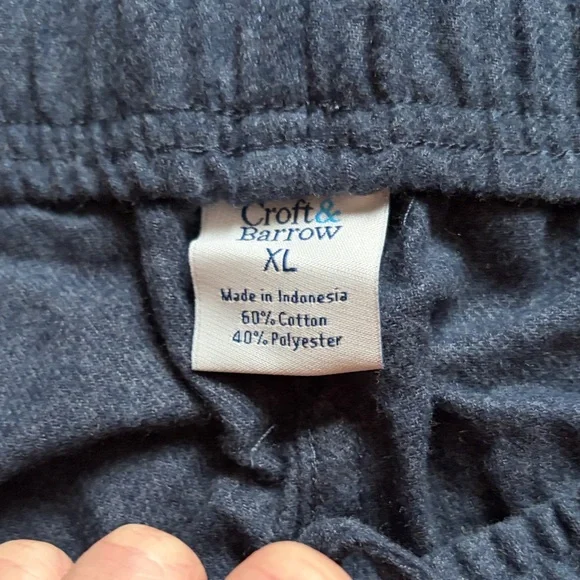 Croft&
Barrow
XL
Made in Indonesia
60% Cotton
40% Polyester